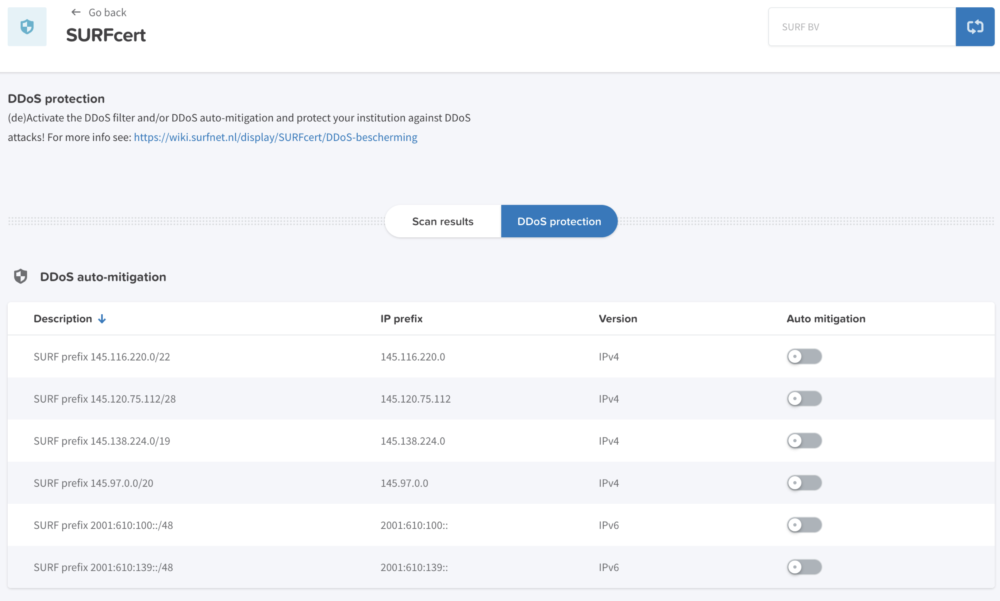 Go back
SURFcert
SURF BV
DDoS protection
(de)Activate the DDoS filter and/or DDoS auto-mitigation and protect your institution against DDoS
attacks! For more info see: https://wiki.surfnet.nl/display/SURFcert/DDoS-bescherming
Scan results DDoS protection
DDoS auto-mitigation
Description IP prefix Version Auto mitigation
SURF prefix 145.116.220.0/22 145.116.220.0 IPv4
SURF prefix 145.120.75.112/28 145.120.75.112 IPv4
SURF prefix 145.138.224.0/19 145.138.224.0 IPv4
SURF prefix 145.97.0.0/20 145.97.0.0 IPv4
SURF prefix 2001:610:100::/48 2001:610:100:: IPv6
SURF prefix 2001:610:139::/48 2001:610:139:: IPv6